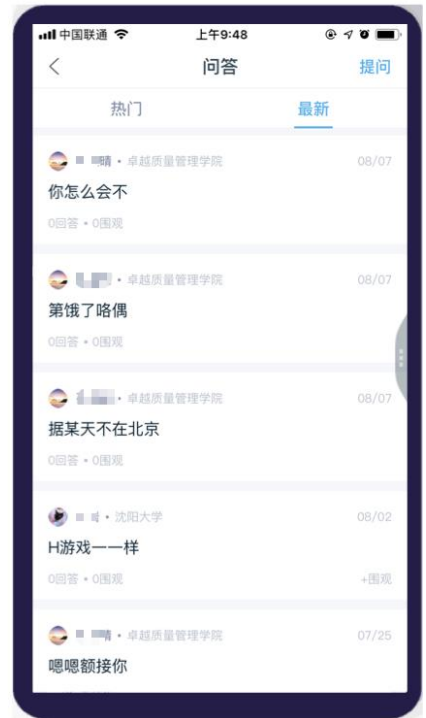 中国联通 上午9:48
问答 提问
热门 最新
晴 • 卓越质量管理学院 08/07
你怎么会不
0回答 • 0围观
• 卓越质量管理学院 08/07
第饿了咯偶
0回答 • 0围观
• 卓越质量管理学院 08/07
据某天不在北京
0回答 • 0围观
• 沈阳大学 08/02
H游戏一一样
0回答 • 0围观 +围观
晴 • 卓越质量管理学院 07/25
嗯嗯额接你